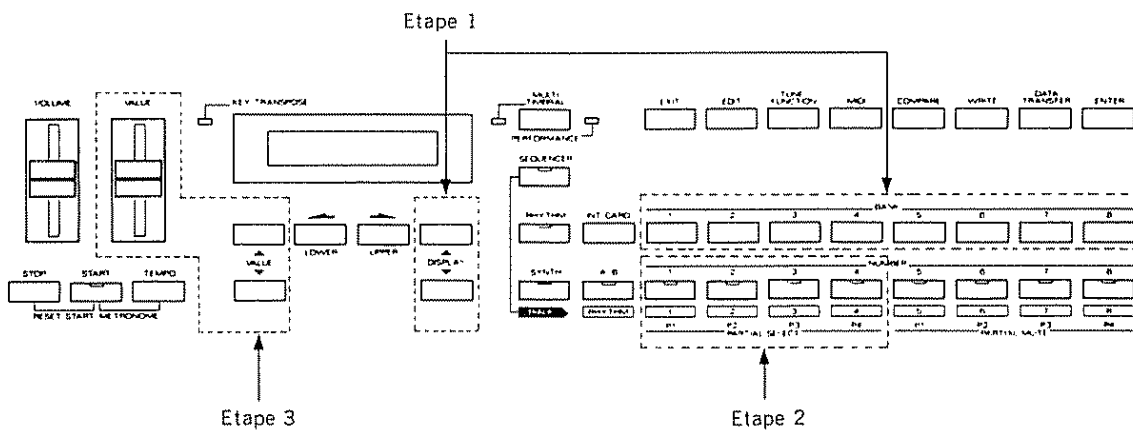 Etape 1
VOLUME
VALUE
KEY TRANSPOSE
MULTI
TIMBRAL
PERFORMANCE
EXIT
EDIT
TUNE
FUNCTION
MIDI
COMPARE
WRITE
DATA
TRANSFER
ENTER
SEQUENCER
BANK
RHYTHM
INT CARD
1 2 3 4 5 6 7 8
VALUE
LOWER
UPPER
DISPLAY
STOP
START
TEMPO
RESET START
METRONOME
SYNTH
A B
NUMBER
1 2 3 4 5 6 7 8
RHYTHM
1 2 3 4 5 6 7 8
P1 P2 P3 P4 P1 P2 P3 P4
PARTIAL SELECT
PARTIAL MUTE
Etape 3
Etape 2